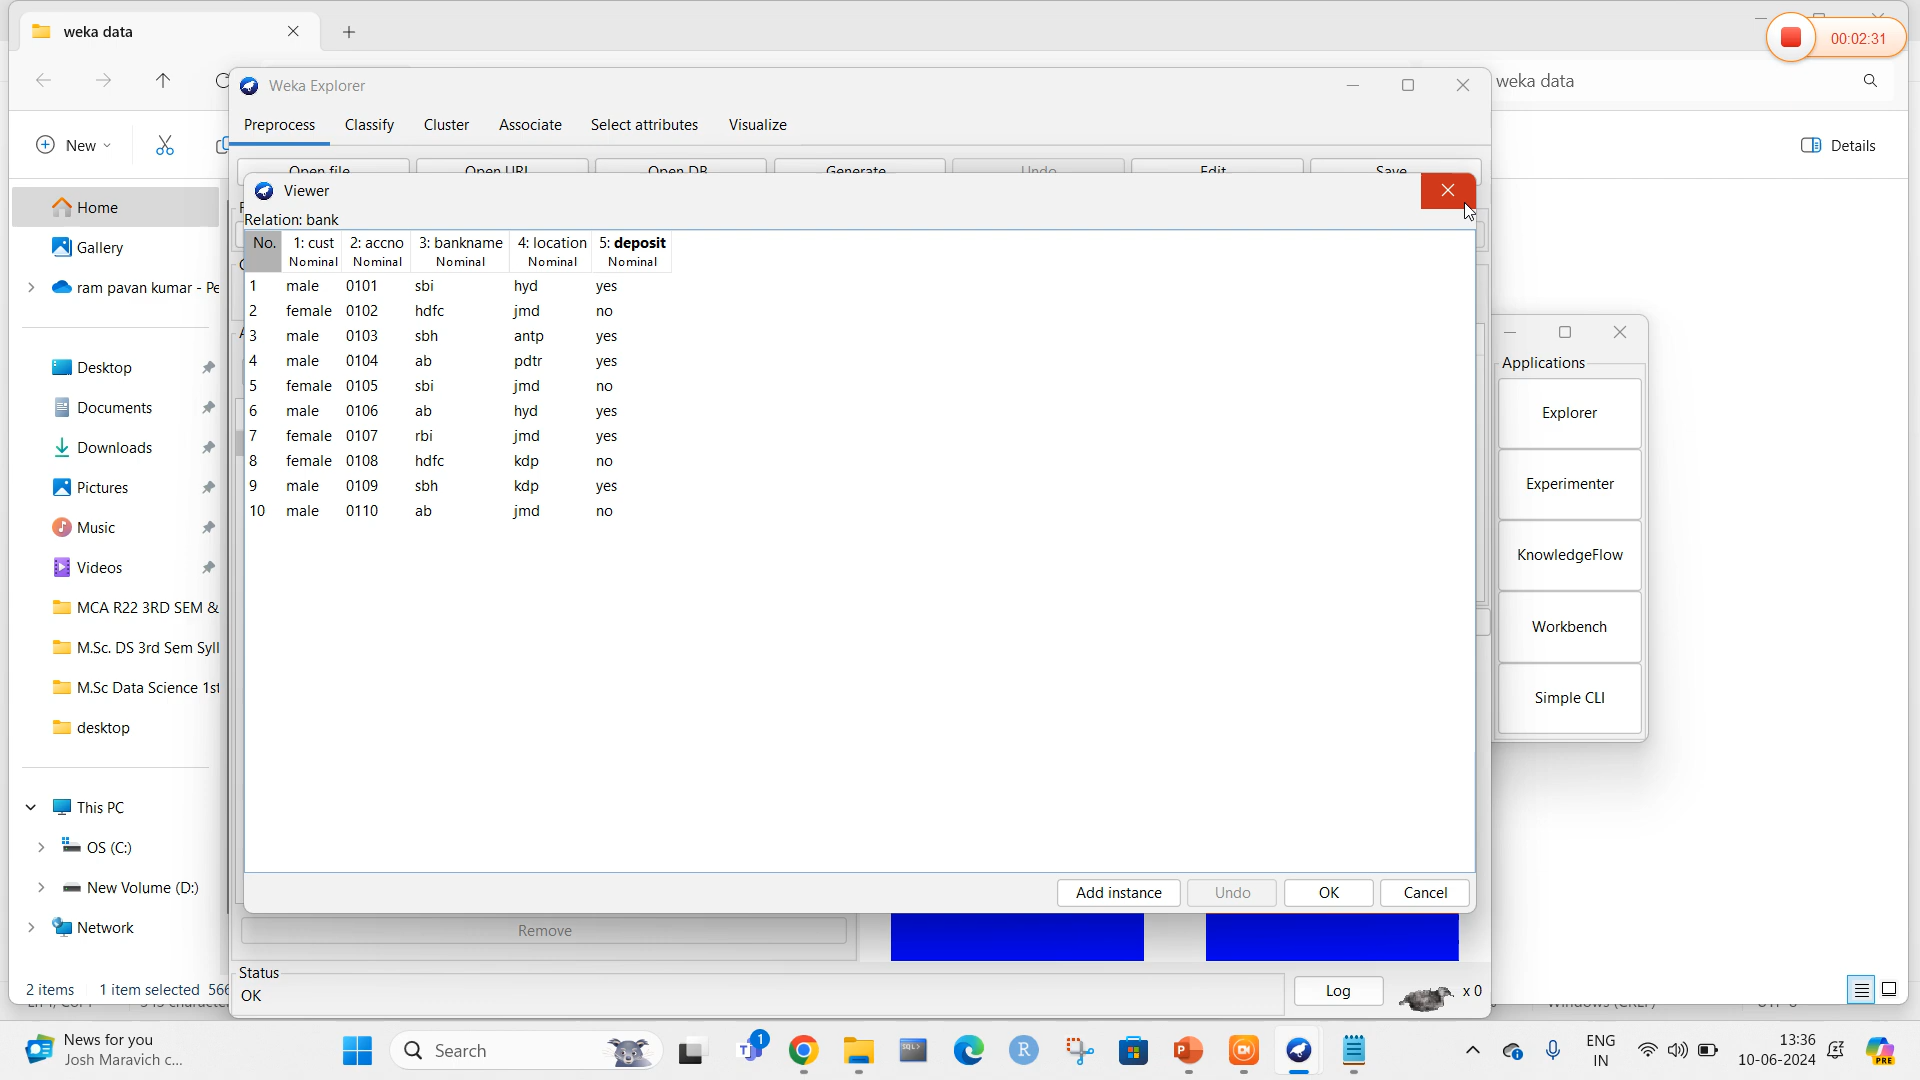 weka data
00:02:31
Weka Explorer
weka data
Preprocess Classify Cluster Associate Select attributes Visualize
New
Details
Open file Open URL Open DB Generate Undo Edit Save
Viewer
Relation: bank
No. 1: cust 2: accno 3: bankname 4: location 5: deposit
Nominal Nominal Nominal Nominal Nominal
1 male 0101 sbi hyd yes
2 female 0102 hdfc jmd no
3 male 0103 sbh antp yes
4 male 0104 ab pdtr yes
5 female 0105 sbi jmd no
6 male 0106 ab hyd yes
7 female 0107 rbi jmd yes
8 female 0108 hdfc kdp no
9 male 0109 sbh kdp yes
10 male 0110 ab jmd no
Add instance Undo OK Cancel
Home
Gallery
ram pavan kumar - Pe
Desktop
Documents
Downloads
Pictures
Music
Videos
MCA R22 3RD SEM &
M.Sc. DS 3rd Sem Syll
M.Sc Data Science 1st
desktop
This PC
OS (C:)
New Volume (D:)
Network
2 items 1 item selected 566
Applications
Explorer
Experimenter
KnowledgeFlow
Workbench
Simple CLI
Remove
Status
OK
Log
x 0
News for you
Josh Maravich c...
Search
1
SQL
R
ENG
IN
13:36
10-06-2024
PRE